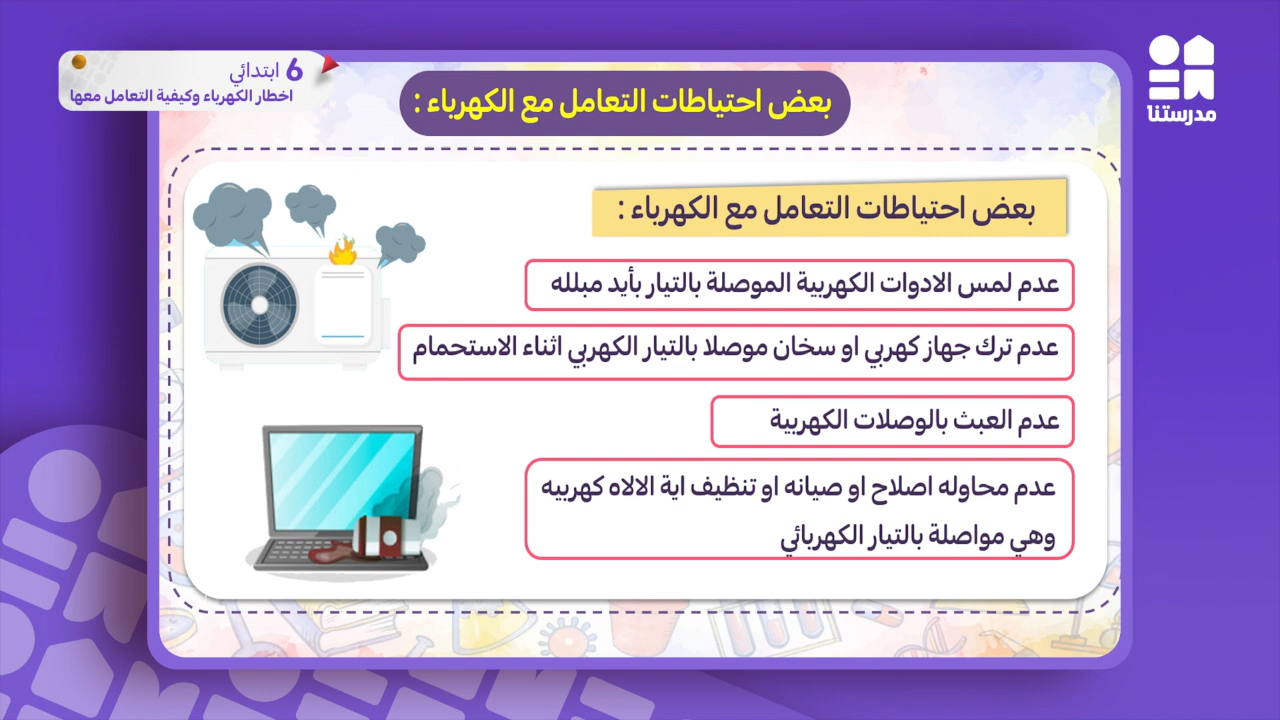 6 ابتدائي
اخطار الكهرباء وكيفية التعامل معها
مدرستنا
بعض احتياطات التعامل مع الكهرباء :
بعض احتياطات التعامل مع الكهرباء :
عدم لمس الادوات الكهربية الموصلة بالتيار بأيد مبلله
عدم ترك جهاز كهربي او سخان موصلا بالتيار الكهربي اثناء الاستحمام
عدم العبث بالوصلات الكهربية
عدم محاوله اصلاح او صيانه او تنظيف اية الالاه كهربيه
وهي مواصلة بالتيار الكهربائي